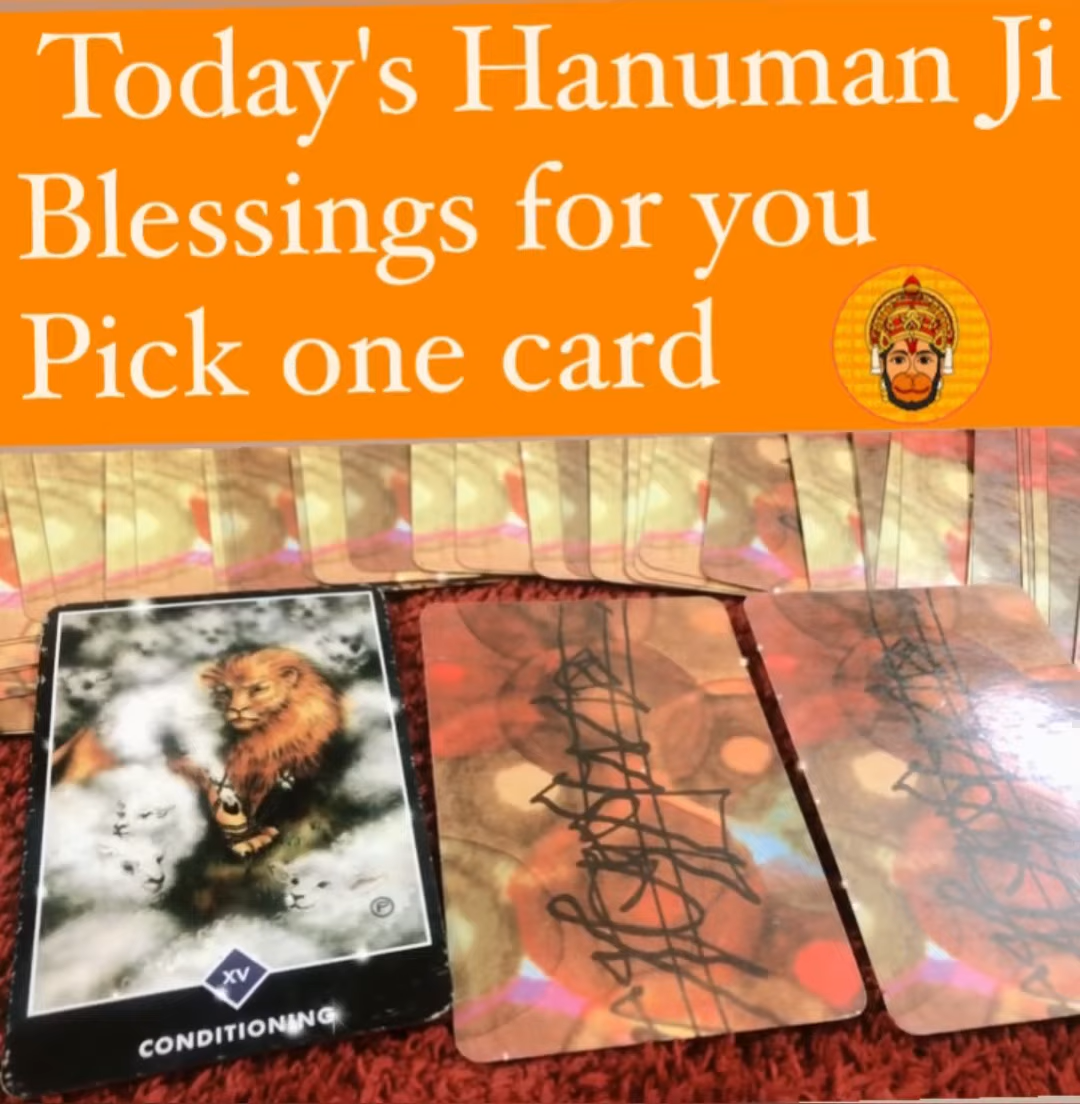 Today's Hanuman Ji
Blessings for you
Pick one card
XV
CONDITIONING